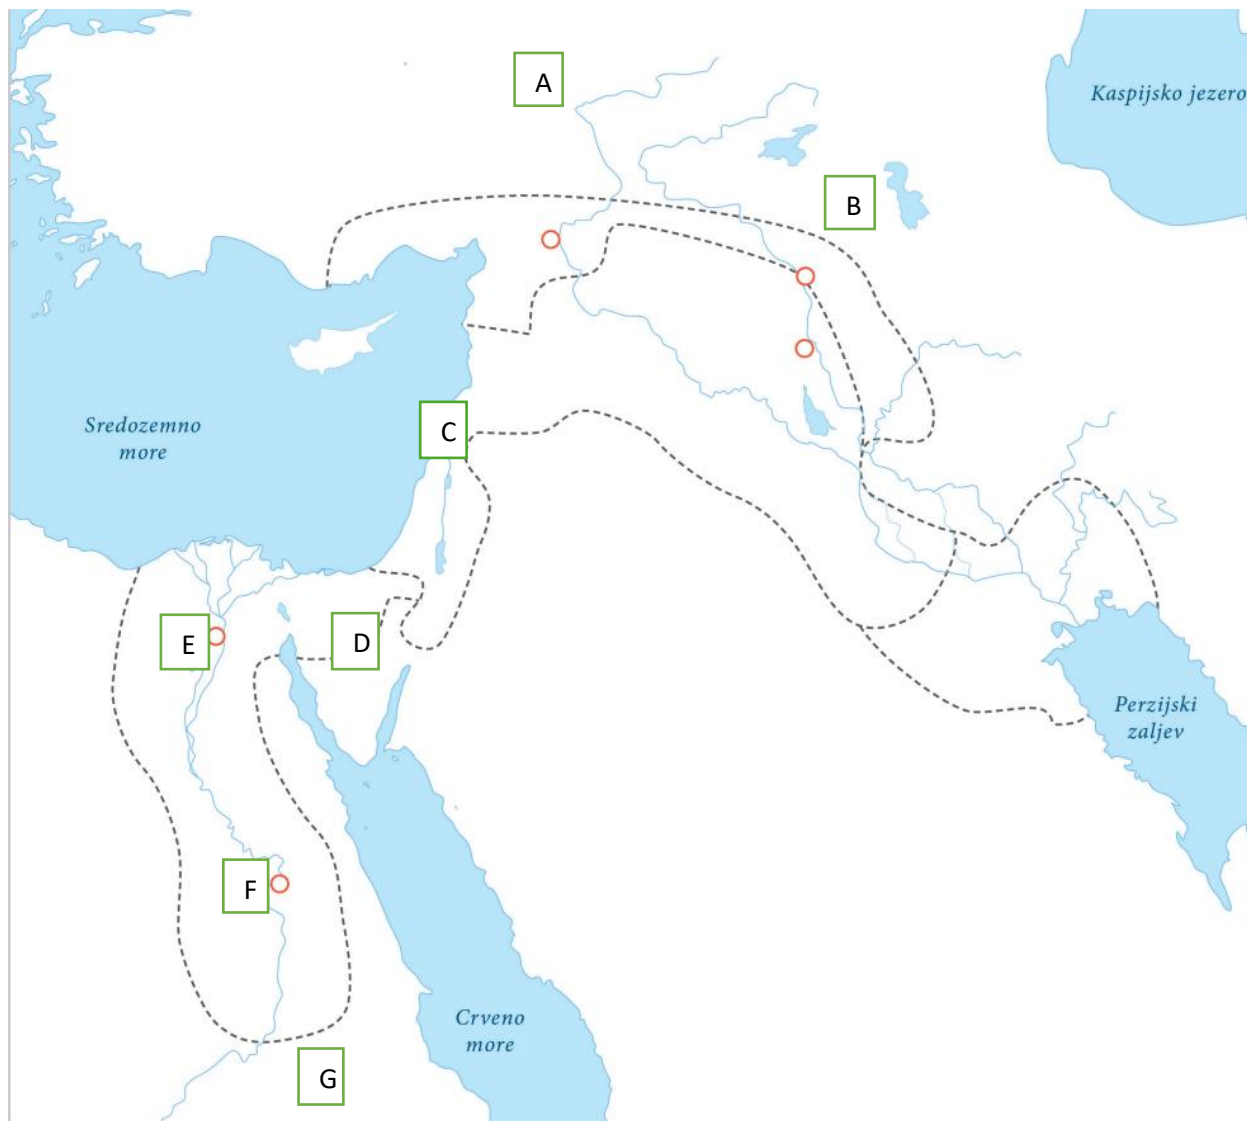 A
Kaspijsko jezero
B
Sredozemno
more
C
E
D
Perzijski
zaljev
F
Crveno
more
G